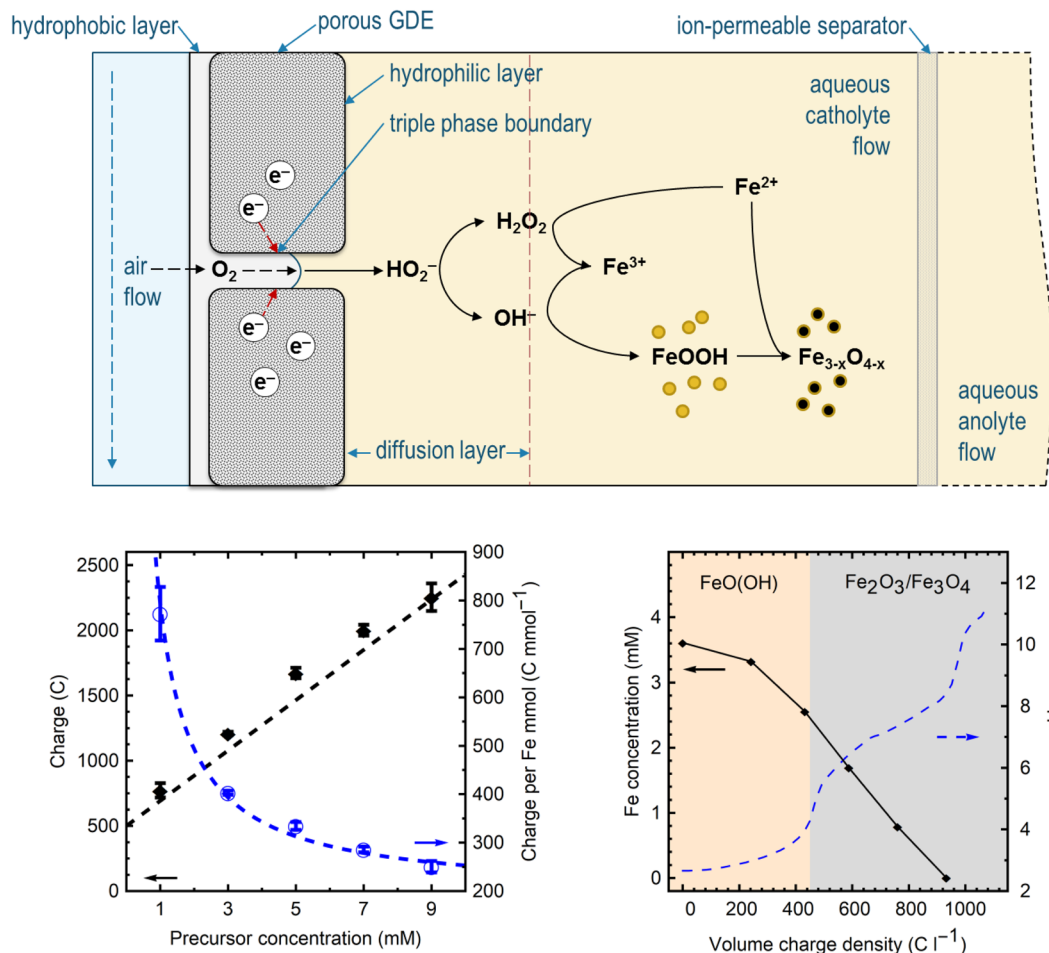 hydrophobic layer
porous GDE
ion-permeable separator
hydrophilic layer
triple phase boundary
aqueous
catholyte
flow
e⁻
e⁻
Fe²⁺
H₂O₂
air
flow
O₂
HO₂⁻
Fe³⁺
OH⁻
e⁻
e⁻
e⁻
FeOOH
Fe₃₋ₓO₄₋ₓ
aqueous
anolyte
flow
diffusion layer
2500
2000
1500
1000
500
0
Charge (C)
1 3 5 7 9
Precursor concentration (mM)
900
800
700
600
500
400
300
200
Charge per Fe mmol (C mmol⁻¹)
FeO(OH)
Fe₂O₃/Fe₃O₄
4
3
2
1
0
Fe concentration (mM)
0 200 400 600 800 1000
Volume charge density (C l⁻¹)
12
10
8
6
4
2